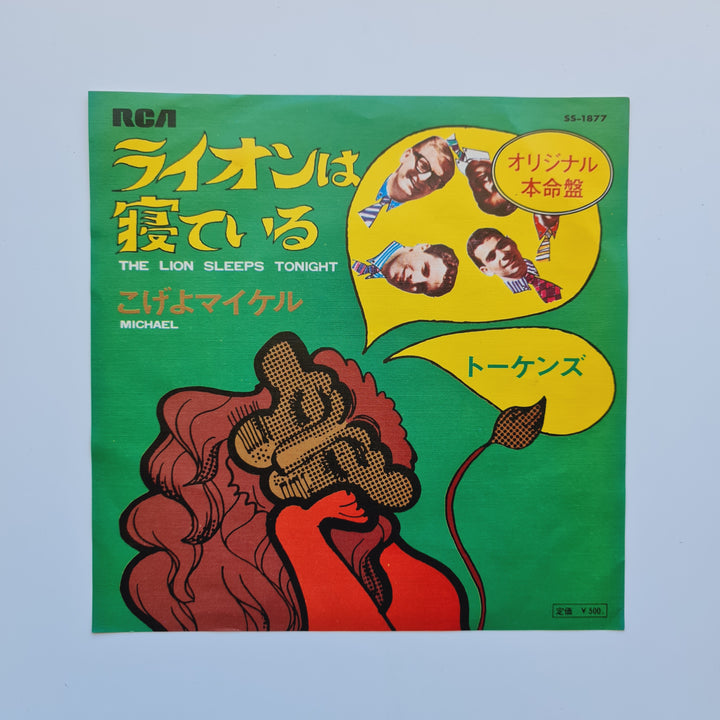 RCA
SS-1877
ライオンは
寝ている
THE LION SLEEPS TONIGHT
こげよマイケル
MICHAEL
オリジナル
本命盤
トーケンズ
定価 ¥500.